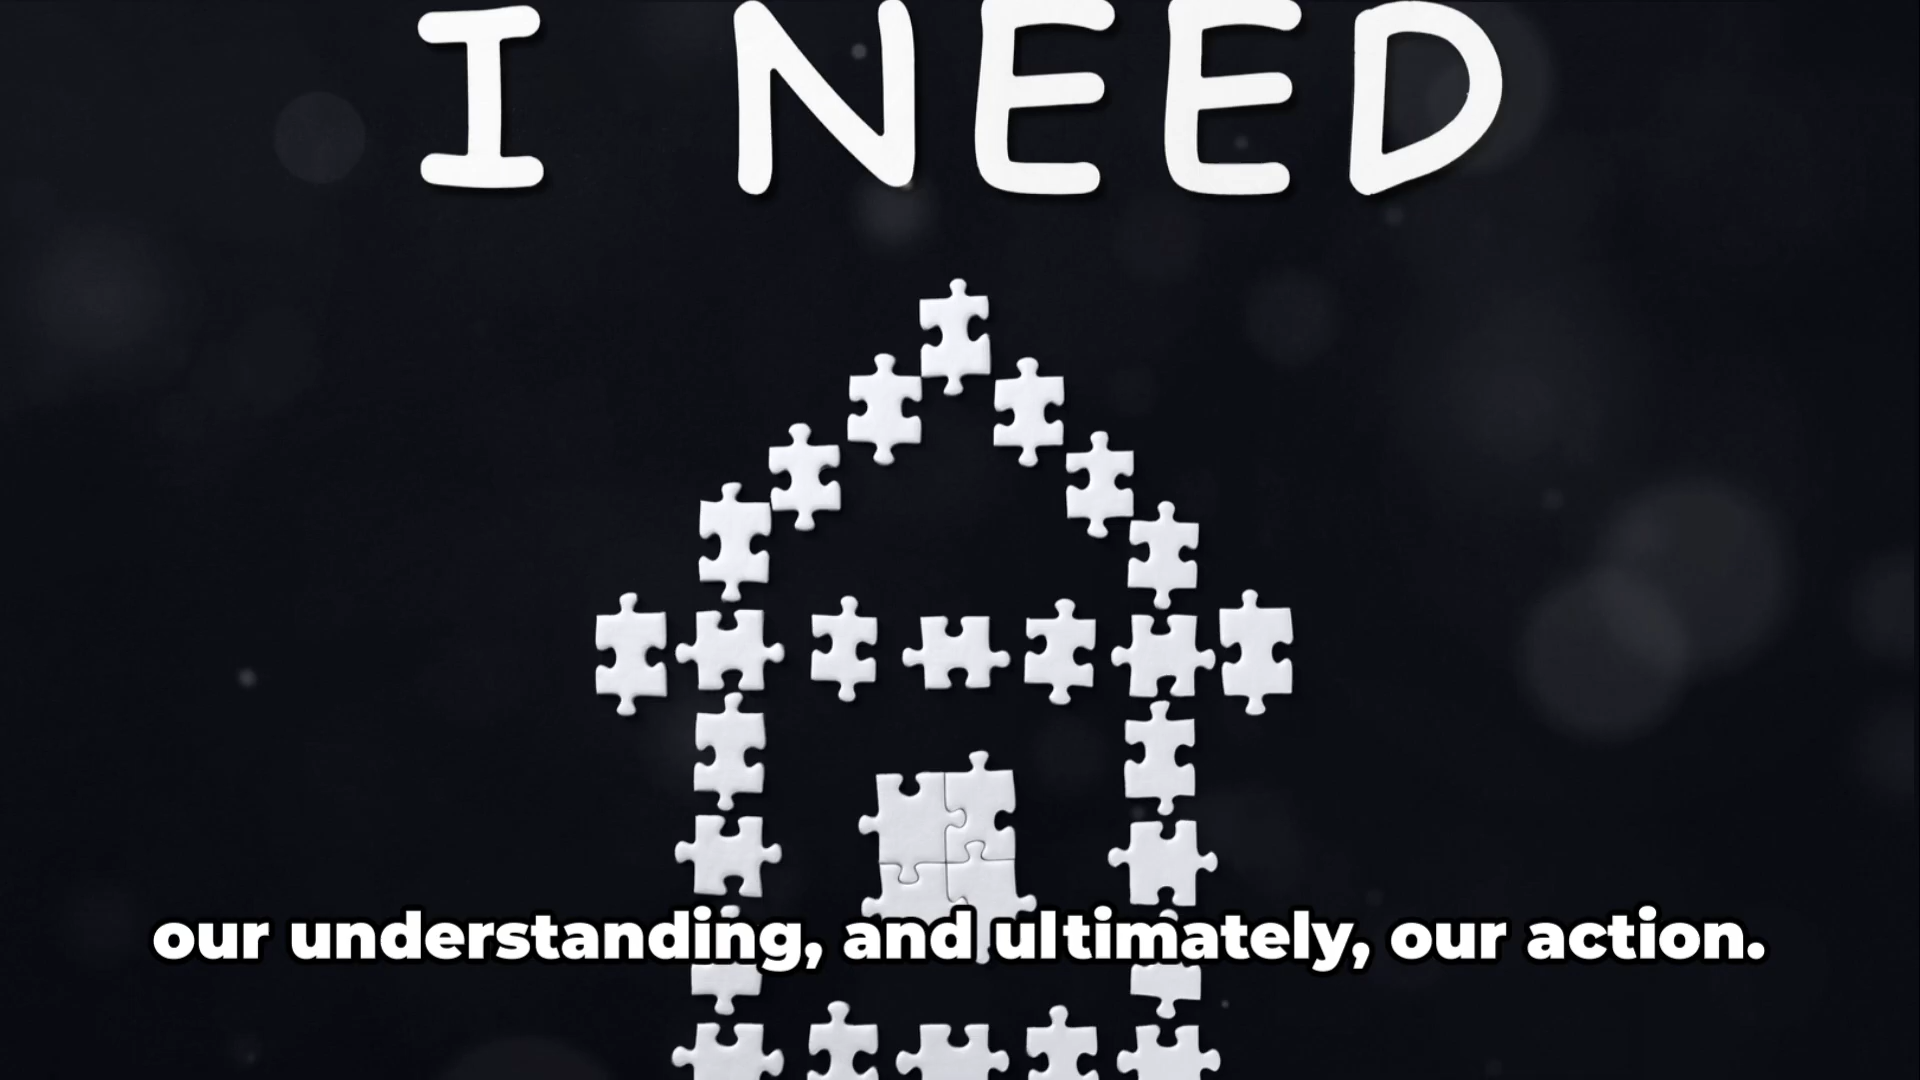 I NEED
our understanding, and ultimately, our action.